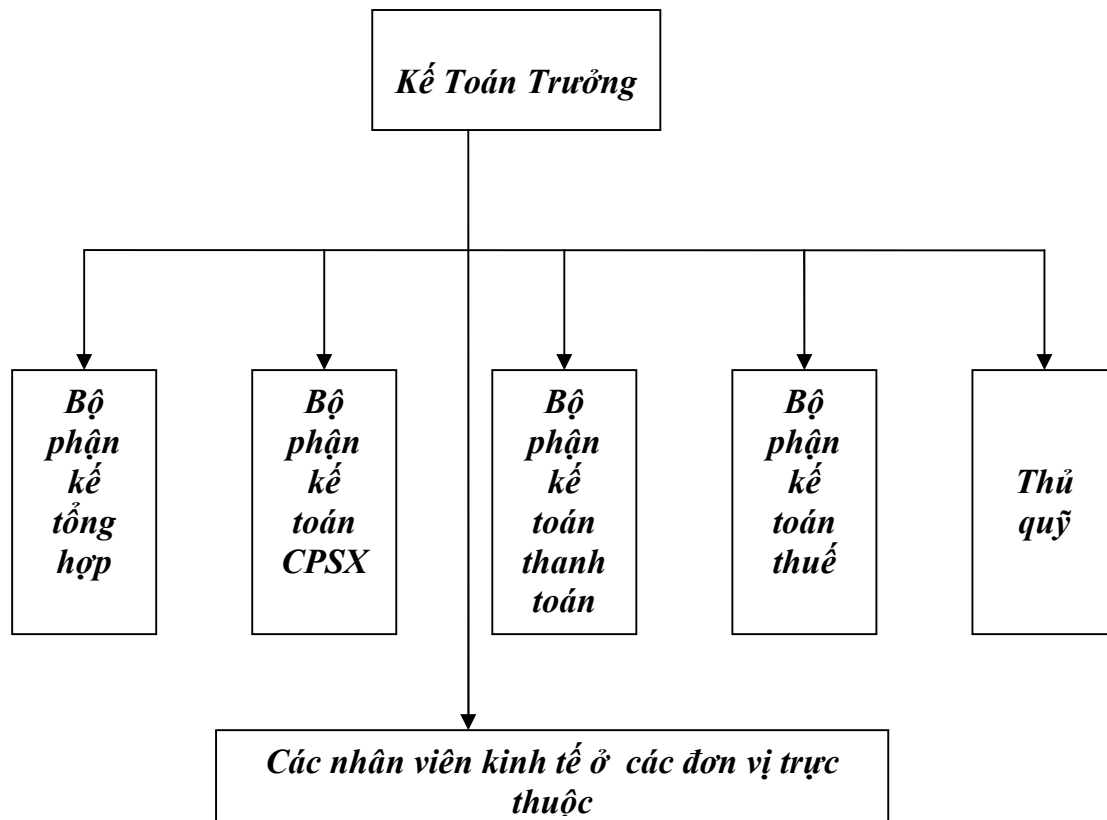 Kế Toán Trưởng
Bộ
phận
kế
tổng
hợp
Bộ
phận
kế
toán
CPSX
Bộ
phận
kế
toán
thanh
toán
Bộ
phận
kế
toán
thuế
Thủ
quỹ
Các nhân viên kinh tế ở các đơn vị trực
thuộc